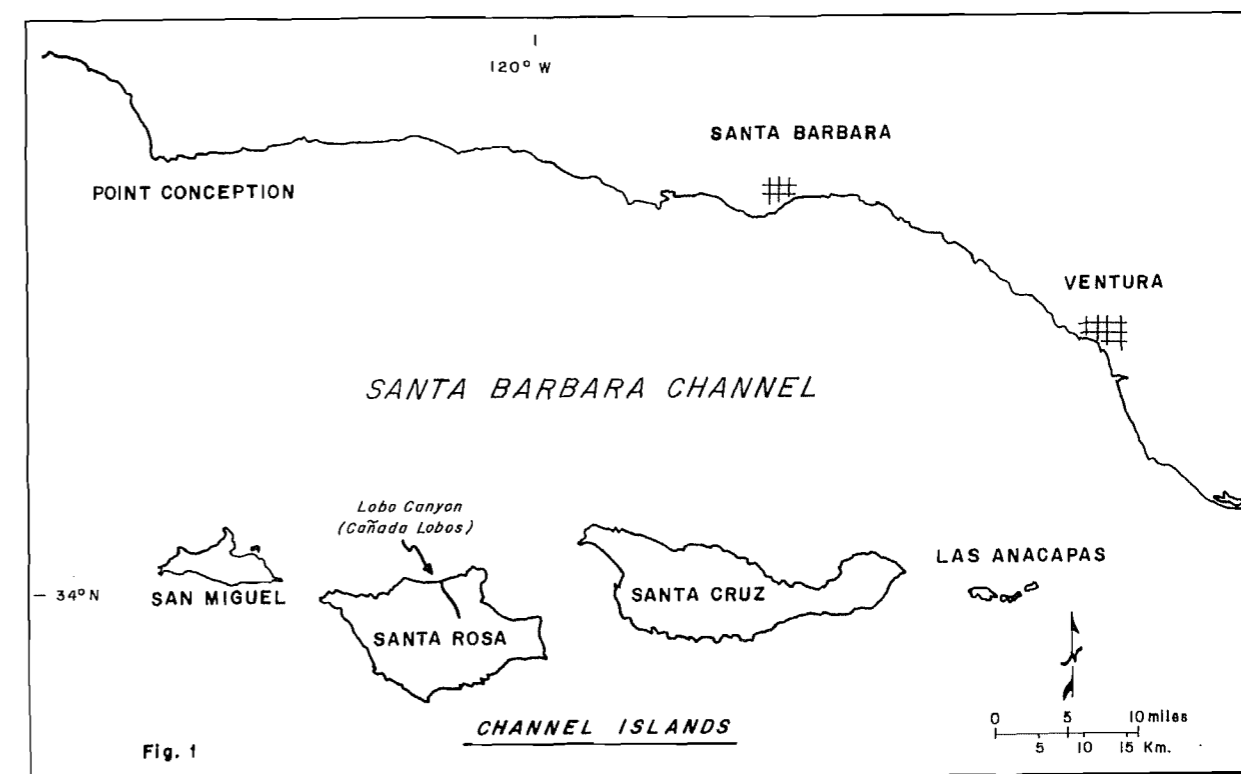 120° W
SANTA BARBARA
POINT CONCEPTION
VENTURA
SANTA BARBARA CHANNEL
Lobo Canyon
(Cañada Lobos)
LAS ANACAPAS
34° N
SAN MIGUEL
SANTA CRUZ
SANTA ROSA
N
0 5 10 miles
5 10 15 Km.
CHANNEL ISLANDS
Fig. 1